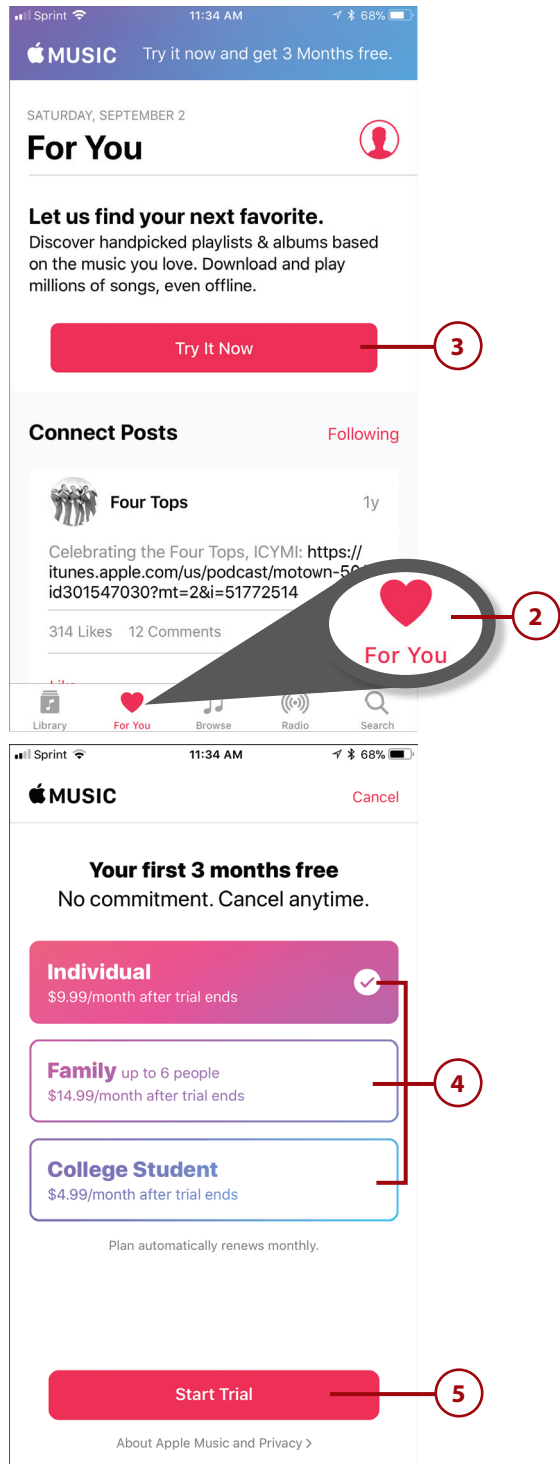 Sprint 11:34 AM 68%
MUSIC Try it now and get 3 Months free.
SATURDAY, SEPTEMBER 2
For You
Let us find your next favorite.
Discover handpicked playlists & albums based
on the music you love. Download and play
millions of songs, even offline.
Try It Now
3
Connect Posts Following
Four Tops 1y
Celebrating the Four Tops, ICYMI: https://
itunes.apple.com/us/podcast/motown-50
id301547030?mt=2&i=51772514
314 Likes 12 Comments
2
For You
Like
Library For You Browse Radio Search
Sprint 11:34 AM 68%
MUSIC Cancel
Your first 3 months free
No commitment. Cancel anytime.
Individual
$9.99/month after trial ends
Family up to 6 people
$14.99/month after trial ends
4
College Student
$4.99/month after trial ends
Plan automatically renews monthly.
Start Trial
5
About Apple Music and Privacy >